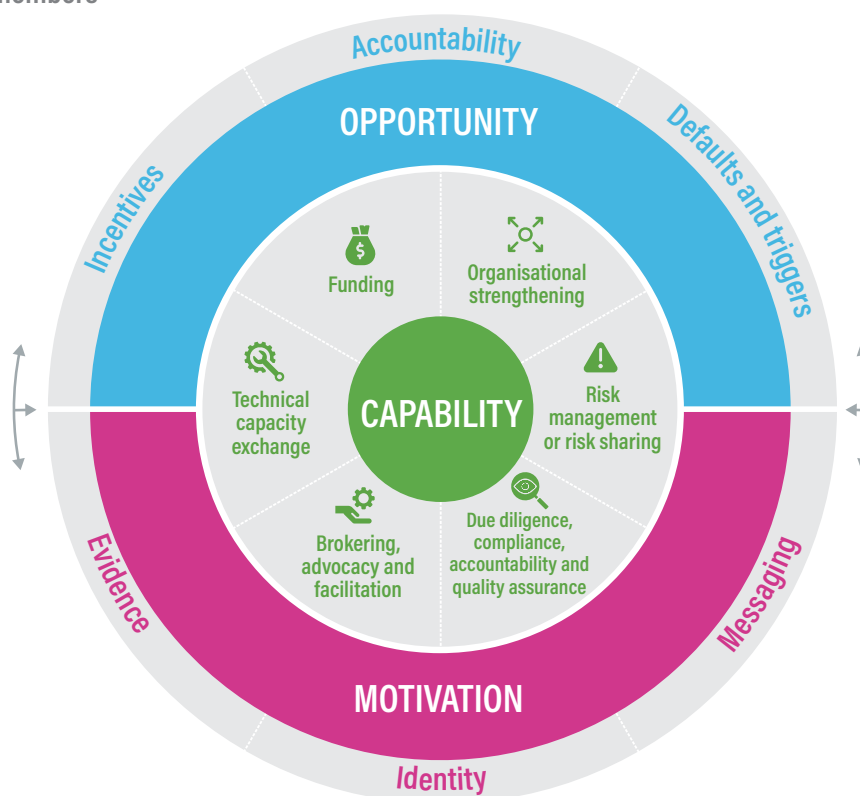 Accountability
OPPORTUNITY
Incentives
Defaults and triggers
$
Funding
Organisational
strengthening
Technical
capacity
exchange
CAPABILITY
Risk
management
or risk sharing
Brokering,
advocacy and
facilitation
Due diligence,
compliance,
accountability and
quality assurance
Evidence
Messaging
MOTIVATION
Identity